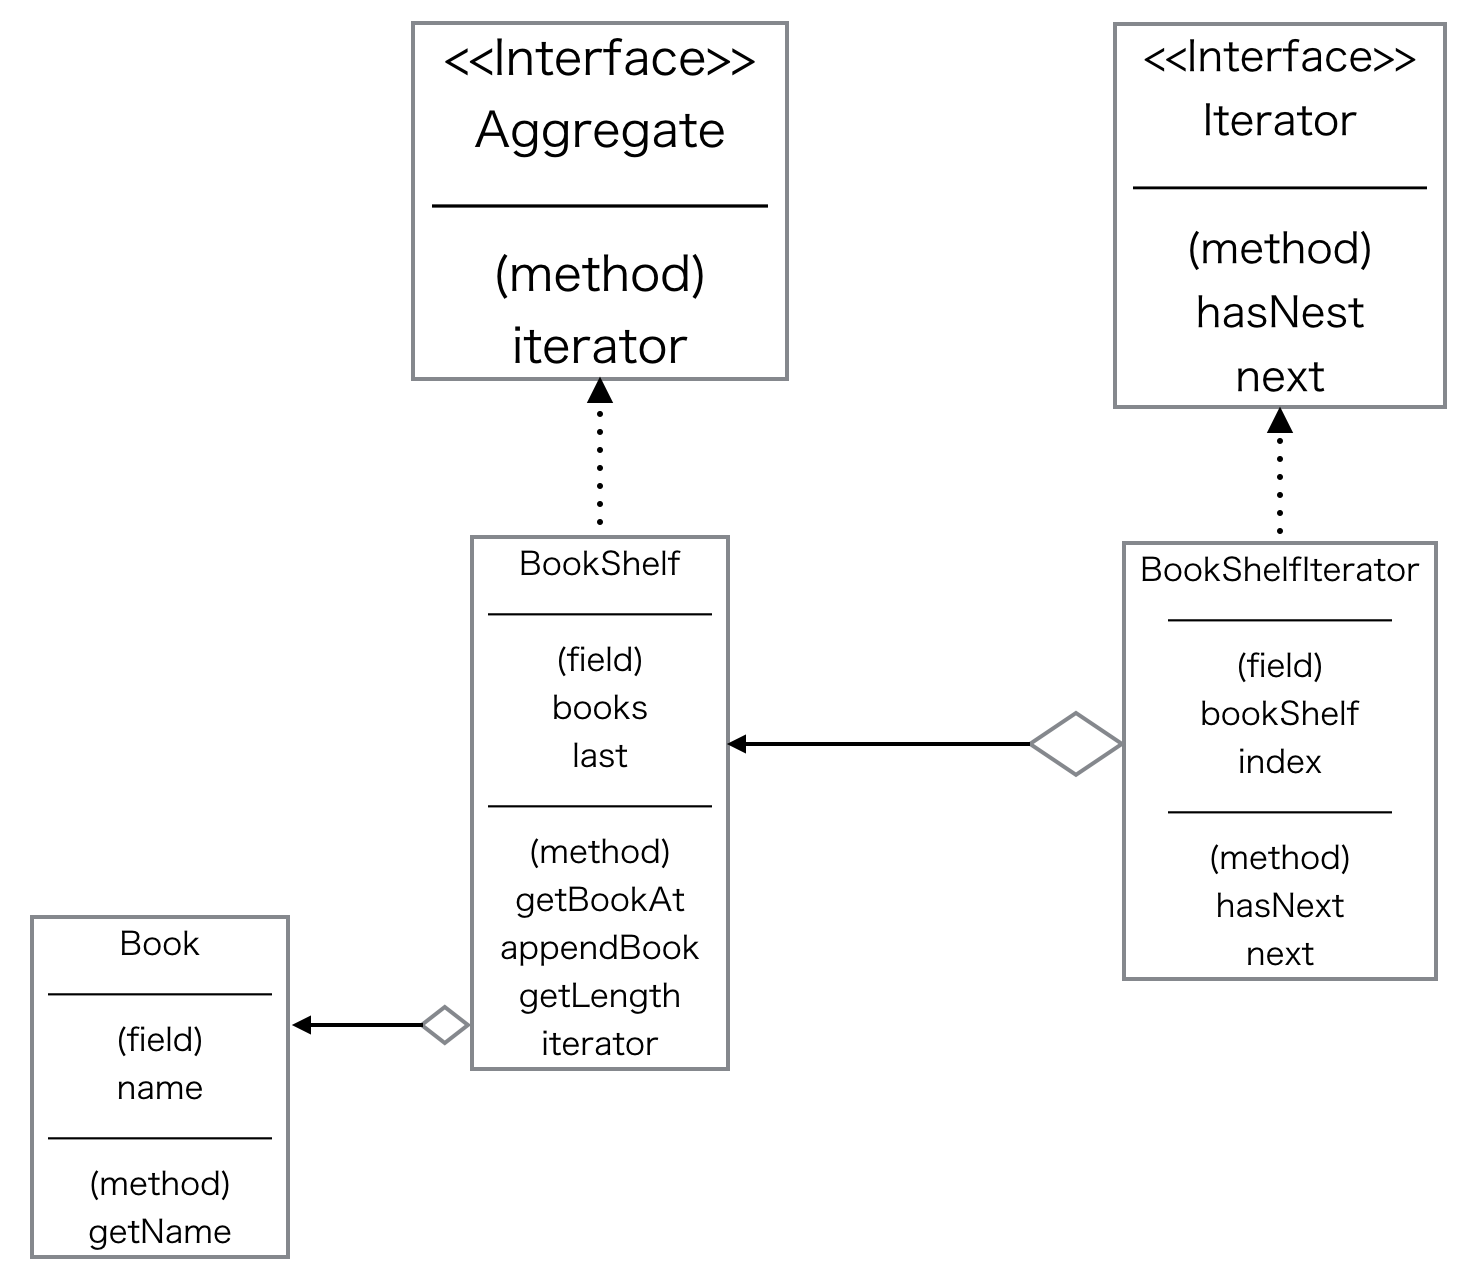 <<Interface>>
Aggregate
(method)
iterator
<<Interface>>
Iterator
(method)
hasNest
next
BookShelf
(field)
books
last
(method)
getBookAt
appendBook
getLength
iterator
BookShelfIterator
(field)
bookShelf
index
(method)
hasNext
next
Book
(field)
name
(method)
getName